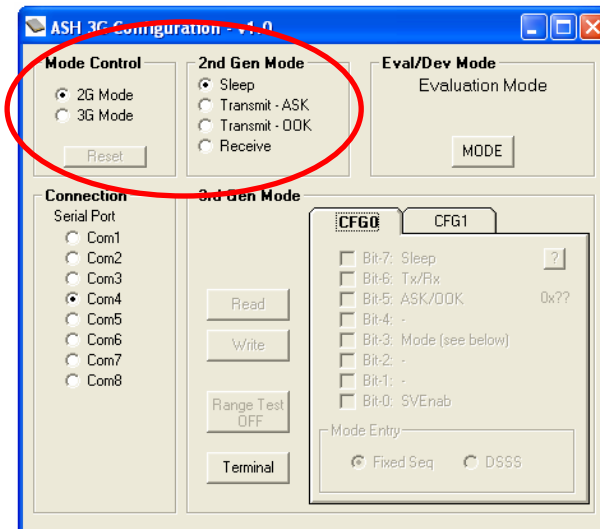 ASH 3G Configuration - v1.0
Mode Control
2G Mode
3G Mode
Reset
2nd Gen Mode
Sleep
Transmit - ASK
Transmit - OOK
Receive
Eval/Dev Mode
Evaluation Mode
MODE
Connection
Serial Port
Com1
Com2
Com3
Com4
Com5
Com6
Com7
Com8
3rd Gen Mode
Read
Write
Range Test
OFF
Terminal
CFG0
CFG1
Bit-7: Sleep
?
Bit-6: Tx/Rx
Bit-5: ASK/OOK
0x??
Bit-4: -
Bit-3: Mode (see below)
Bit-2: -
Bit-1: -
Bit-0: SVEnab
Mode Entry
Fixed Seq
DSSS